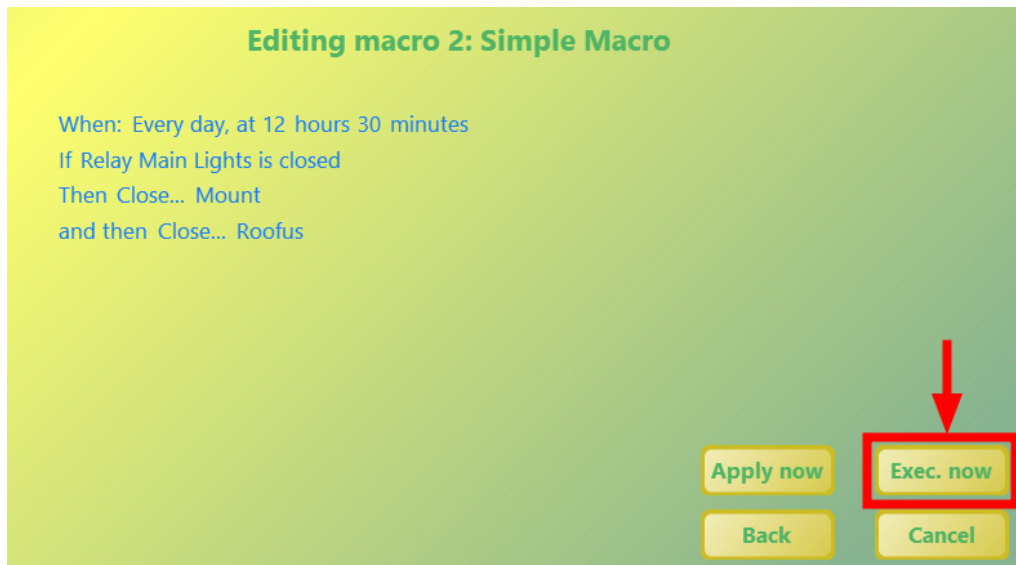 Editing macro 2: Simple Macro
When: Every day, at 12 hours 30 minutes
If Relay Main Lights is closed
Then Close... Mount
and then Close... Roofus
Apply now
Exec. now
Back
Cancel